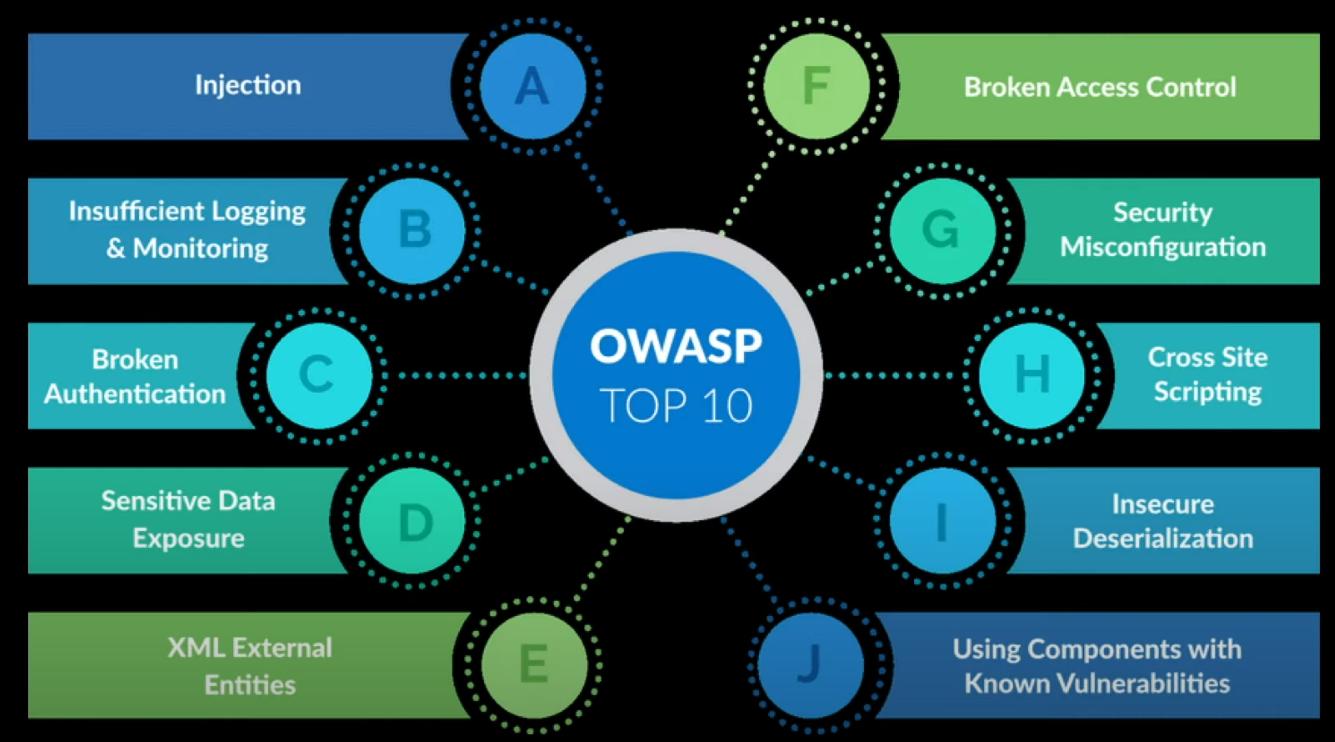 Injection
A
Insufficient Logging
& Monitoring
B
Broken
Authentication
C
Sensitive Data
Exposure
D
XML External
Entities
E
OWASP
TOP 10
F
Broken Access Control
G
Security
Misconfiguration
H
Cross Site
Scripting
I
Insecure
Deserialization
J
Using Components with
Known Vulnerabilities